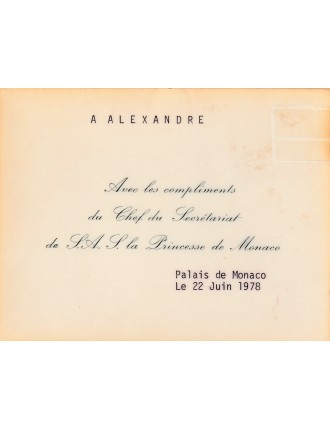 A ALEXANDRE
Avec les compliments
du Chef du Secrétariat
de S.A.S. la Princesse de Monaco
Palais de Monaco
Le 22 Juin 1978